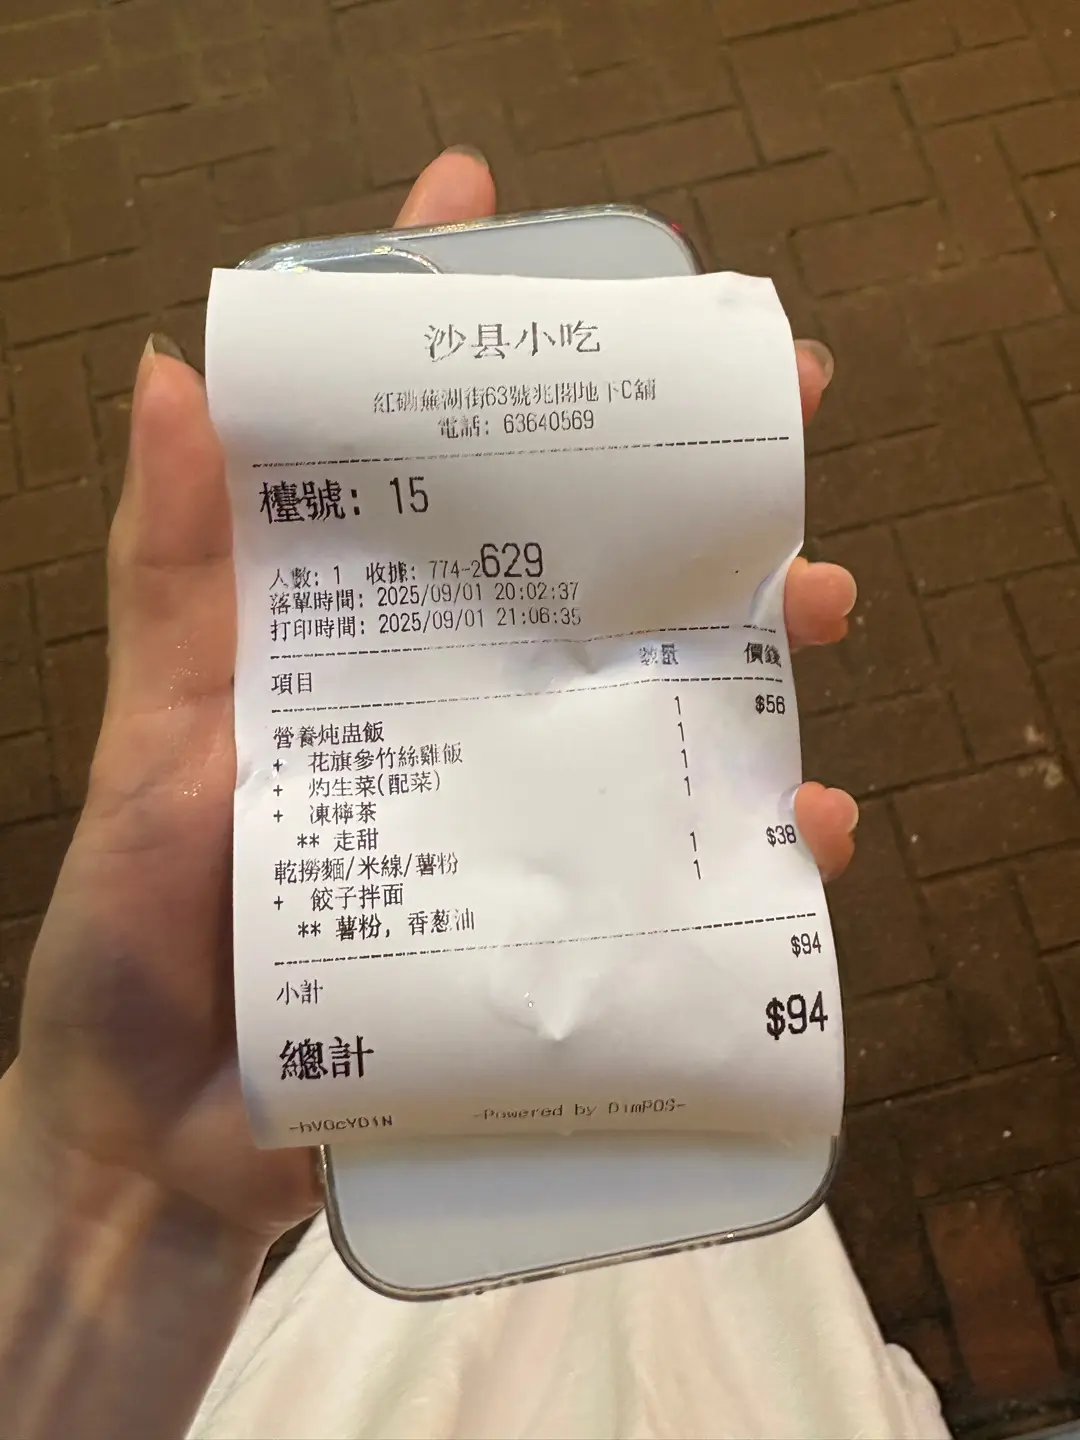 沙县小吃
紅磡蕪湖街63號兆閣地下C舖
電話: 63640569
檯號: 15
人數: 1 收據: 774-2629
落單時間: 2025/09/01 20:02:37
打印時間: 2025/09/01 21:06:35
項目 数量 價錢
營養炖盅飯 1 $56
+ 花旗參竹絲雞飯 1
+ 灼生菜(配菜) 1
+ 凍檸茶 1
** 走甜
乾撈麵/米線/薯粉 1 $38
+ 餃子拌面 1
** 薯粉, 香葱油
小計 $94
總計 $94
-hVGcYD1N -Powered by DimPOS-